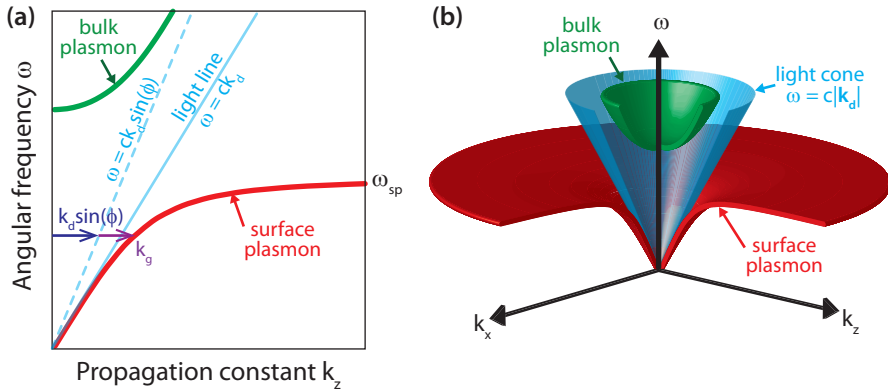 (a)
bulk
plasmon
ω = ck_d sin(ϕ)
light line
ω = ck_d
ω_sp
k_d sin(ϕ)
k_g
surface
plasmon
Angular frequency ω
Propagation constant k_z
(b)
ω
bulk
plasmon
light cone
ω = c|k_d|
surface
plasmon
k_x
k_z